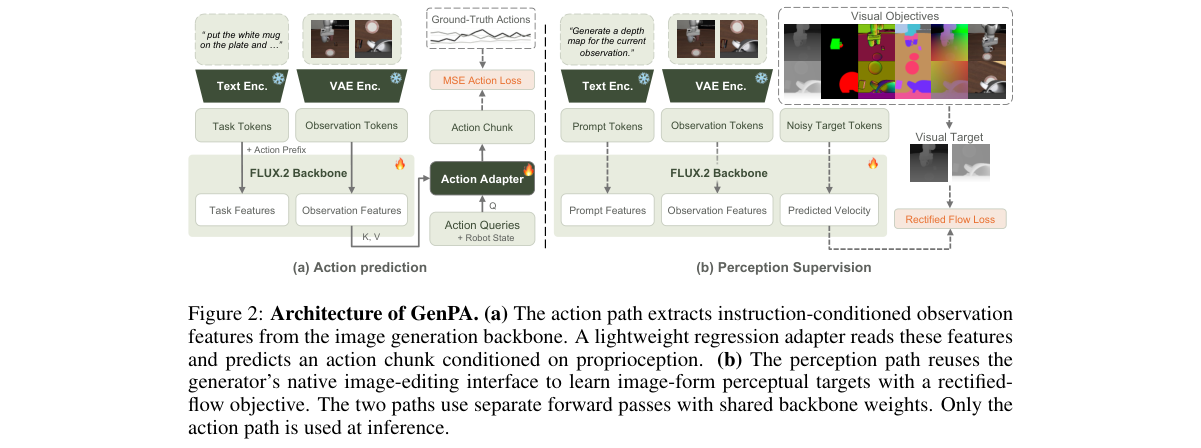 " put the white mug
on the plate and …"
Text Enc.
VAE Enc.
Ground-Truth Actions
MSE Action Loss
Task Tokens
Observation Tokens
Action Chunk
+ Action Prefix
FLUX.2 Backbone
Action Adapter
Task Features
Observation Features
K, V
Q
Action Queries
+ Robot State
(a) Action prediction
"Generate a depth
map for the current
observation."
Text Enc.
VAE Enc.
Visual Objectives
Prompt Tokens
Observation Tokens
Noisy Target Tokens
Visual Target
FLUX.2 Backbone
Prompt Features
Observation Features
Predicted Velocity
Rectified Flow Loss
(b) Perception Supervision
Figure 2: Architecture of GenPA. (a) The action path extracts instruction-conditioned observation
features from the image generation backbone. A lightweight regression adapter reads these features
and predicts an action chunk conditioned on proprioception. (b) The perception path reuses the
generator's native image-editing interface to learn image-form perceptual targets with a rectified-
flow objective. The two paths use separate forward passes with shared backbone weights. Only the
action path is used at inference.